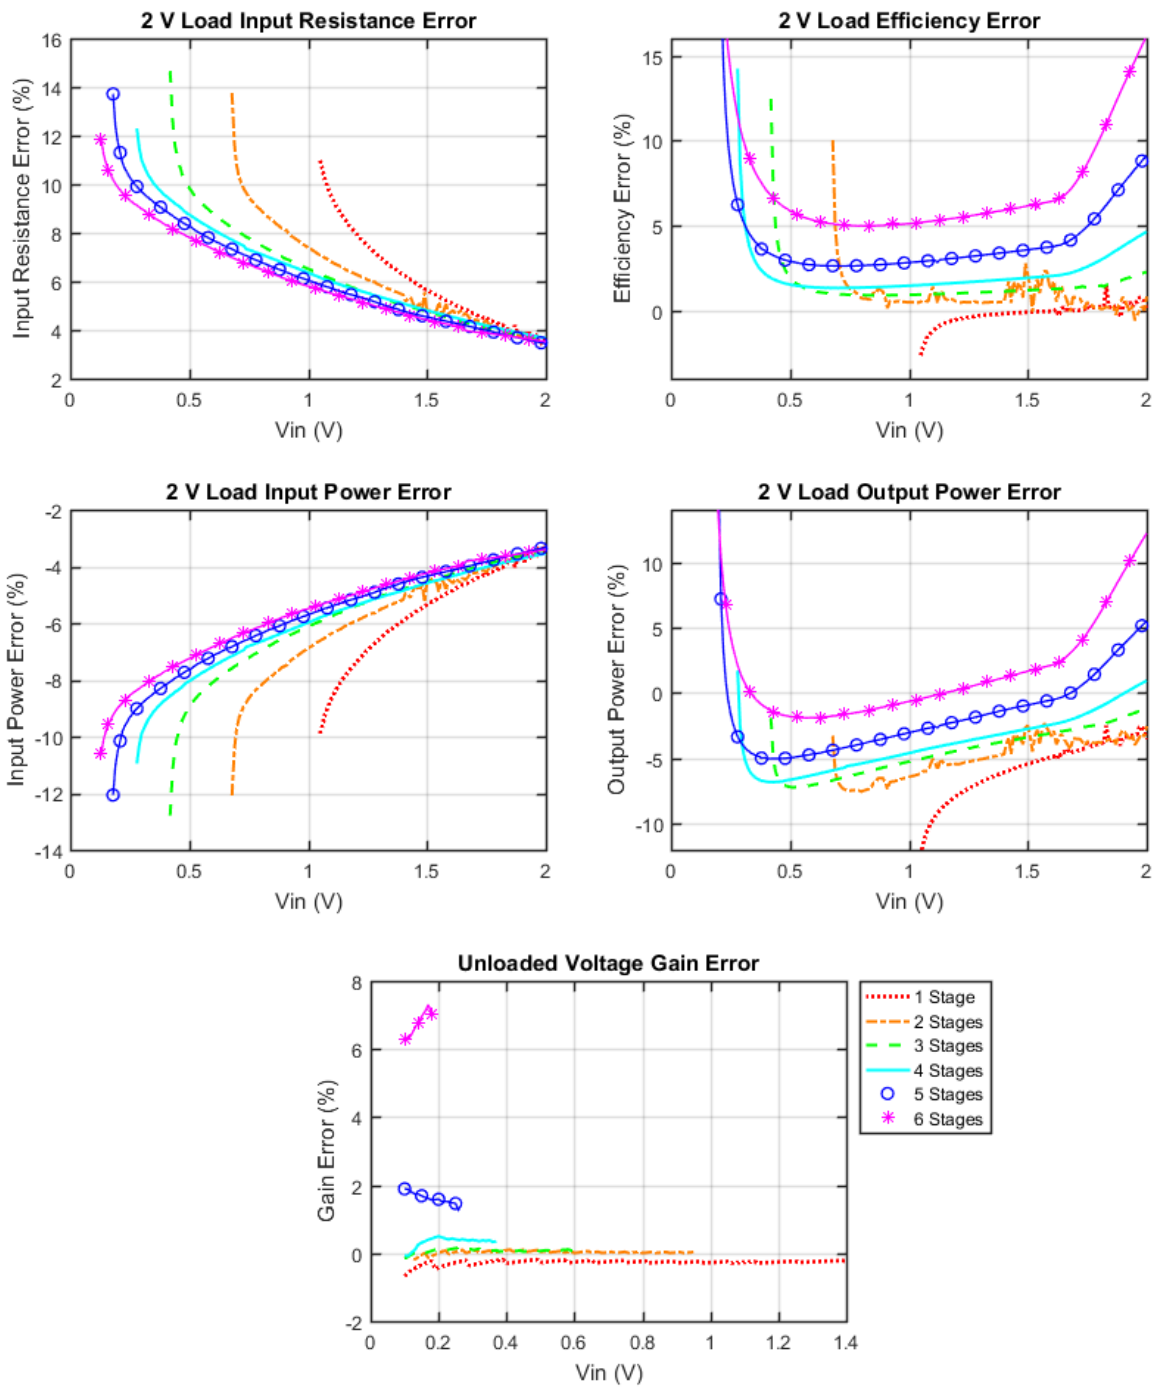 2 V Load Input Resistance Error
16
14
12
10
8
6
4
2
Input Resistance Error (%)
0 0.5 1 1.5 2
Vin (V)
2 V Load Efficiency Error
15
10
5
0
Efficiency Error (%)
0 0.5 1 1.5 2
Vin (V)
2 V Load Input Power Error
-2
-4
-6
-8
-10
-12
-14
Input Power Error (%)
0 0.5 1 1.5 2
Vin (V)
2 V Load Output Power Error
10
5
0
-5
-10
Output Power Error (%)
0 0.5 1 1.5 2
Vin (V)
Unloaded Voltage Gain Error
8
6
4
2
0
-2
Gain Error (%)
0 0.2 0.4 0.6 0.8 1 1.2 1.4
Vin (V)
1 Stage
2 Stages
3 Stages
4 Stages
5 Stages
6 Stages